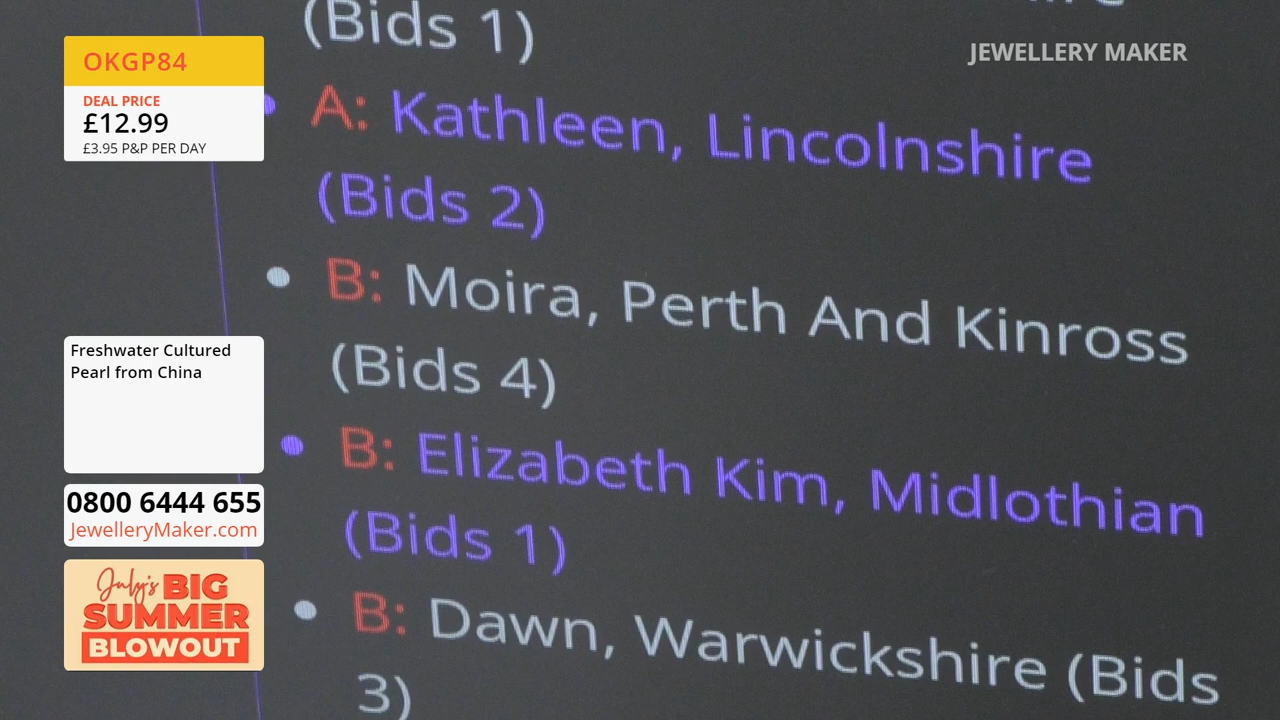 OKGP84
DEAL PRICE
£12.99
£3.95 P&P PER DAY
Freshwater Cultured
Pearl from China
0800 6444 655
JewelleryMaker.com
July's BIG
SUMMER
BLOWOUT
JEWELLERY MAKER
(Bids 1)
A: Kathleen, Lincolnshire
(Bids 2)
• B: Moira, Perth And Kinross
(Bids 4)
• B: Elizabeth Kim, Midlothian
(Bids 1)
• B: Dawn, Warwickshire (Bids
3)